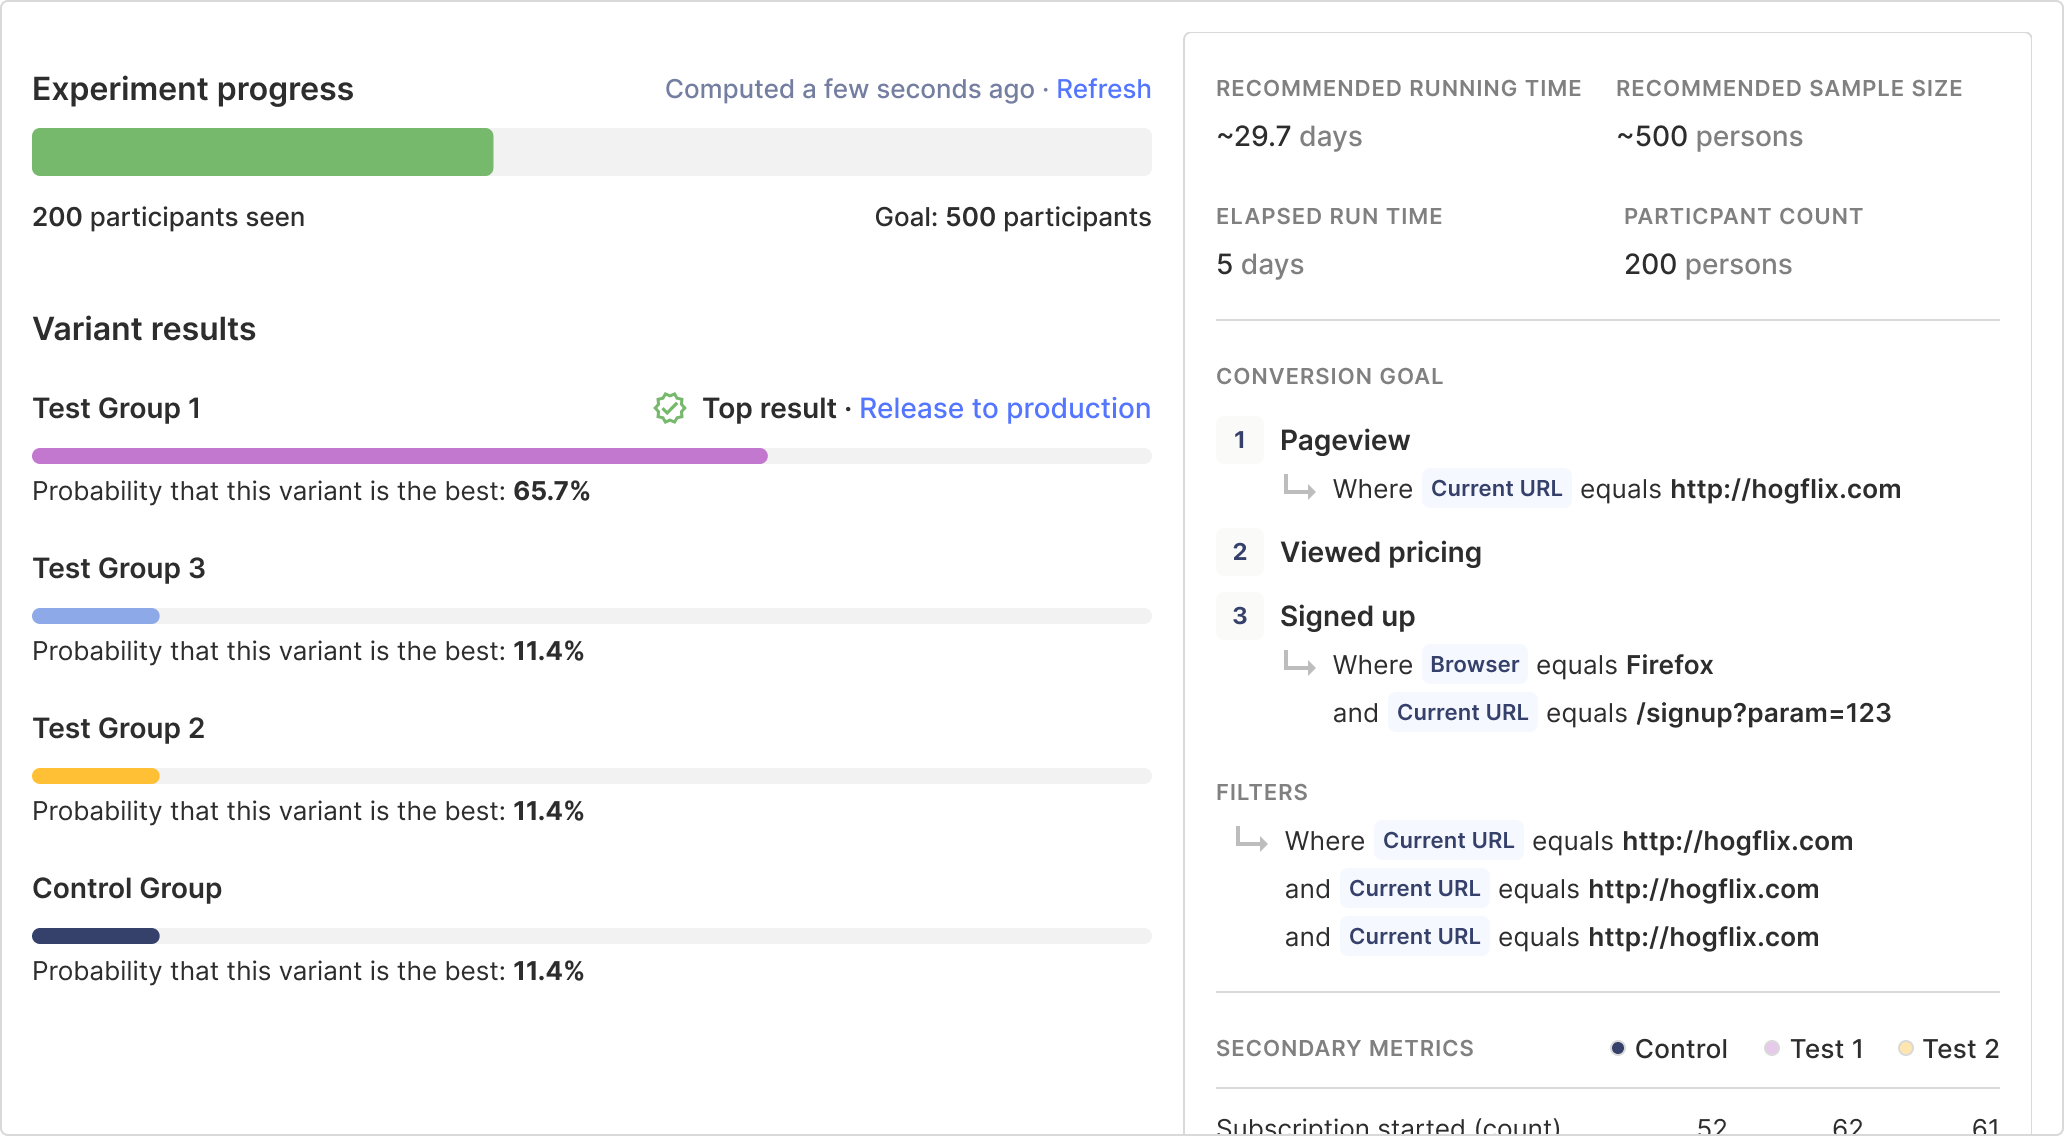 Experiment progress
Computed a few seconds ago · Refresh
200 participants seen
Goal: 500 participants
Variant results
Test Group 1
Top result · Release to production
Probability that this variant is the best: 65.7%
Test Group 3
Probability that this variant is the best: 11.4%
Test Group 2
Probability that this variant is the best: 11.4%
Control Group
Probability that this variant is the best: 11.4%
RECOMMENDED RUNNING TIME
~29.7 days
RECOMMENDED SAMPLE SIZE
~500 persons
ELAPSED RUN TIME
5 days
PARTICPANT COUNT
200 persons
CONVERSION GOAL
1 Pageview
Where Current URL equals http://hogflix.com
2 Viewed pricing
3 Signed up
Where Browser equals Firefox
and Current URL equals /signup?param=123
FILTERS
Where Current URL equals http://hogflix.com
and Current URL equals http://hogflix.com
and Current URL equals http://hogflix.com
SECONDARY METRICS Control Test 1 Test 2
Subscription started (count) 52 62 61